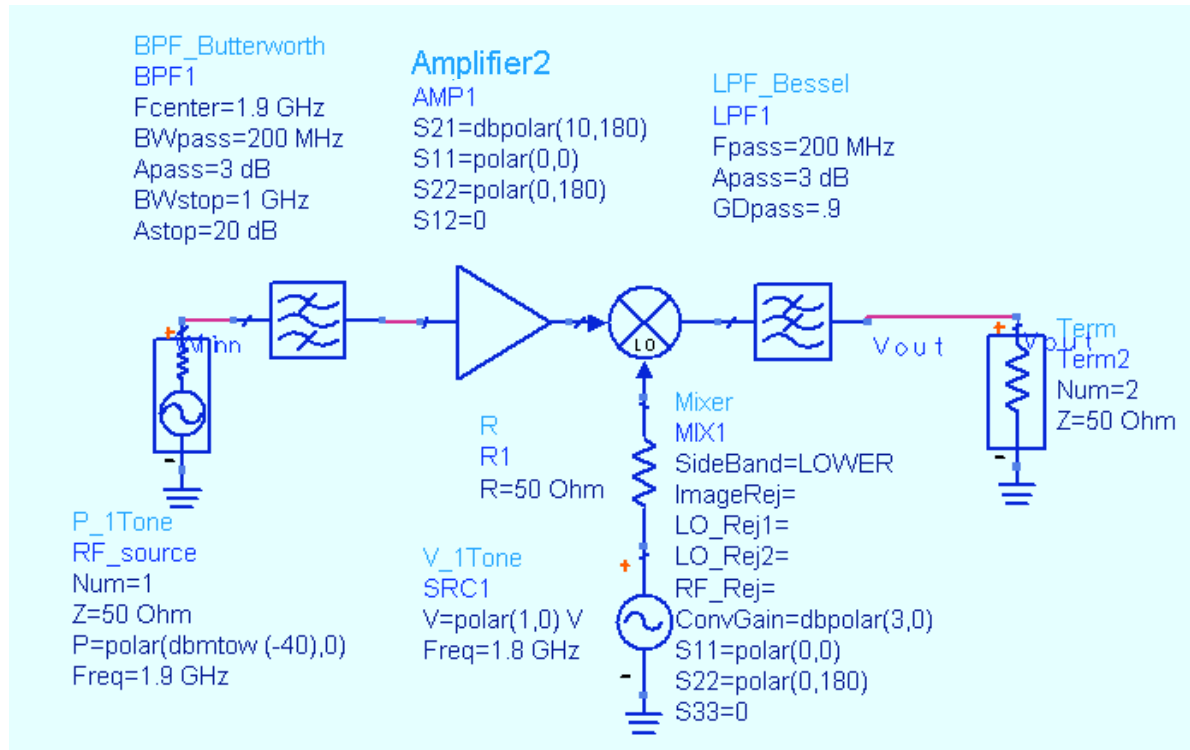 BPF_Butterworth
BPF1
Fcenter=1.9 GHz
BWpass=200 MHz
Apass=3 dB
BWstop=1 GHz
Astop=20 dB
Amplifier2
AMP1
S21=dbpolar(10,180)
S11=polar(0,0)
S22=polar(0,180)
S12=0
LPF_Bessel
LPF1
Fpass=200 MHz
Apass=3 dB
GDpass=.9
+
-
LO
Vout
+
-
Term
Term2
Num=2
Z=50 Ohm
R
R1
R=50 Ohm
Mixer
MIX1
SideBand=LOWER
ImageRej=
LO_Rej1=
LO_Rej2=
RF_Rej=
ConvGain=dbpolar(3,0)
S11=polar(0,0)
S22=polar(0,180)
S33=0
P_1Tone
RF_source
Num=1
Z=50 Ohm
P=polar(dbmtow (-40),0)
Freq=1.9 GHz
V_1Tone
SRC1
V=polar(1,0) V
Freq=1.8 GHz
+
-